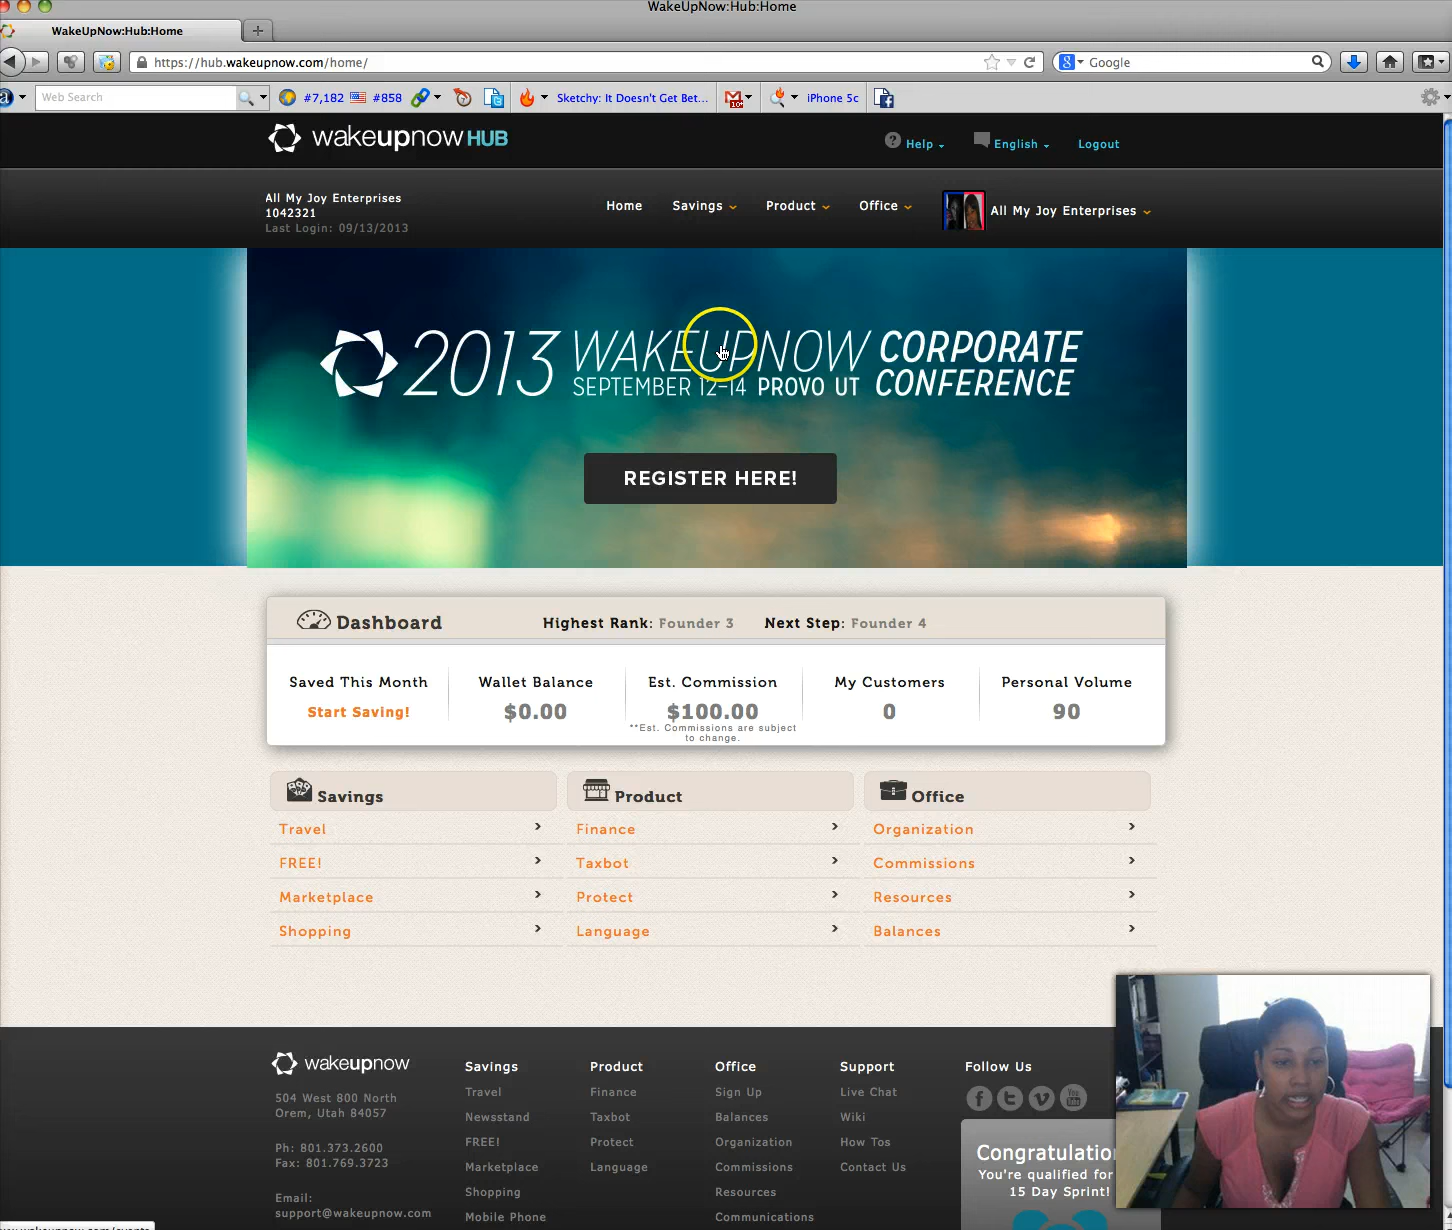 WakeUpNow:Hub:Home
WakeUpNow:Hub:Home
https://hub.wakeupnow.com/home/
Google
Web Search
#7,182
#858
Sketchy: It Doesn't Get Bet...
iPhone 5c
wakeupnow HUB
Help
English
Logout
All My Joy Enterprises
1042321
Last Login: 09/13/2013
Home
Savings
Product
Office
All My Joy Enterprises
2013 WAKEUPNOW CORPORATE
SEPTEMBER 12-14 PROVO UT CONFERENCE
REGISTER HERE!
Dashboard
Highest Rank: Founder 3
Next Step: Founder 4
Saved This Month
Start Saving!
Wallet Balance
$0.00
Est. Commission
$100.00
**Est. Commissions are subject
to change.
My Customers
0
Personal Volume
90
Savings
Travel
FREE!
Marketplace
Shopping
Product
Finance
Taxbot
Protect
Language
Office
Organization
Commissions
Resources
Balances
wakeupnow
504 West 800 North
Orem, Utah 84057
Ph: 801.373.2600
Fax: 801.769.3723
Email:
support@wakeupnow.com
Savings
Travel
Newsstand
FREE!
Marketplace
Shopping
Mobile Phone
Product
Finance
Taxbot
Protect
Language
Office
Sign Up
Balances
Organization
Commissions
Resources
Communications
Support
Live Chat
Wiki
How Tos
Contact Us
Follow Us
Congratulation
You're qualified for
15 Day Sprint!